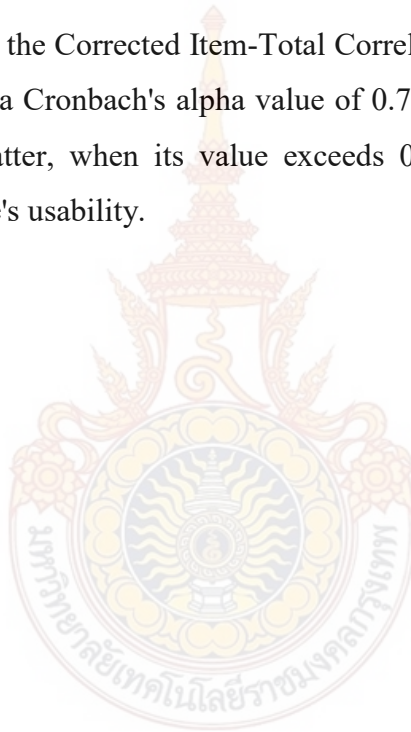 the Corrected Item-Total Correl
a Cronbach's alpha value of 0.7
atter, when its value exceeds 0
e's usability.
มหาวิทยาลัยเทคโนโลยีราชมงคลกรุงเทพ